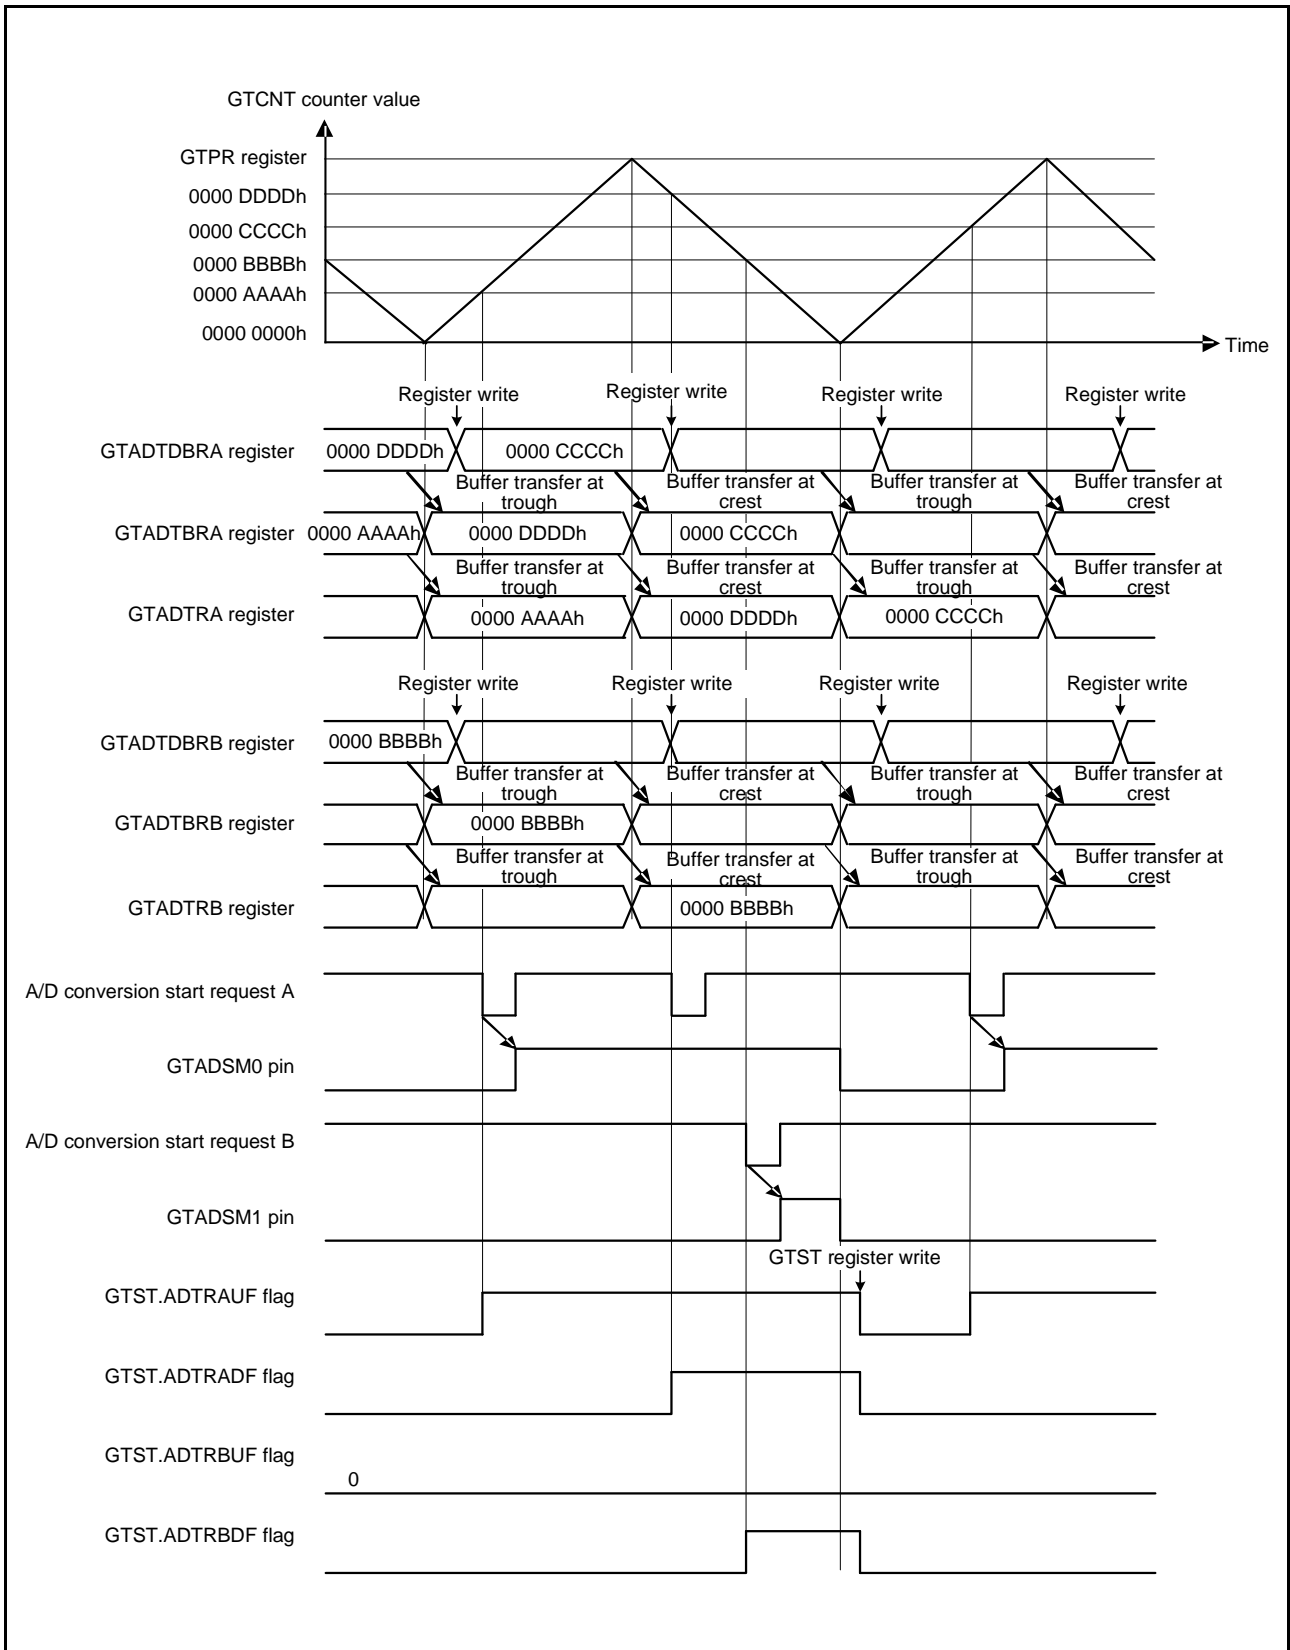 GTCNT counter value
GTPR register
0000 DDDDh
0000 CCCCh
0000 BBBBh
0000 AAAAh
0000 0000h
Time
Register write
Register write
Register write
Register write
GTADTDBRA register
0000 DDDDh
0000 CCCCh
Buffer transfer at
trough
Buffer transfer at
crest
Buffer transfer at
trough
Buffer transfer at
crest
GTADTBRA register
0000 AAAAh
0000 DDDDh
0000 CCCCh
Buffer transfer at
trough
Buffer transfer at
crest
Buffer transfer at
trough
Buffer transfer at
crest
GTADTRA register
0000 AAAAh
0000 DDDDh
0000 CCCCh
Register write
Register write
Register write
Register write
GTADTDBRB register
0000 BBBBh
Buffer transfer at
trough
Buffer transfer at
crest
Buffer transfer at
trough
Buffer transfer at
crest
GTADTBRB register
0000 BBBBh
Buffer transfer at
trough
Buffer transfer at
crest
Buffer transfer at
trough
Buffer transfer at
crest
GTADTRB register
0000 BBBBh
A/D conversion start request A
GTADSM0 pin
A/D conversion start request B
GTADSM1 pin
GTST register write
GTST.ADTRAUF flag
GTST.ADTRADF flag
GTST.ADTRBUF flag
0
GTST.ADTRBDF flag